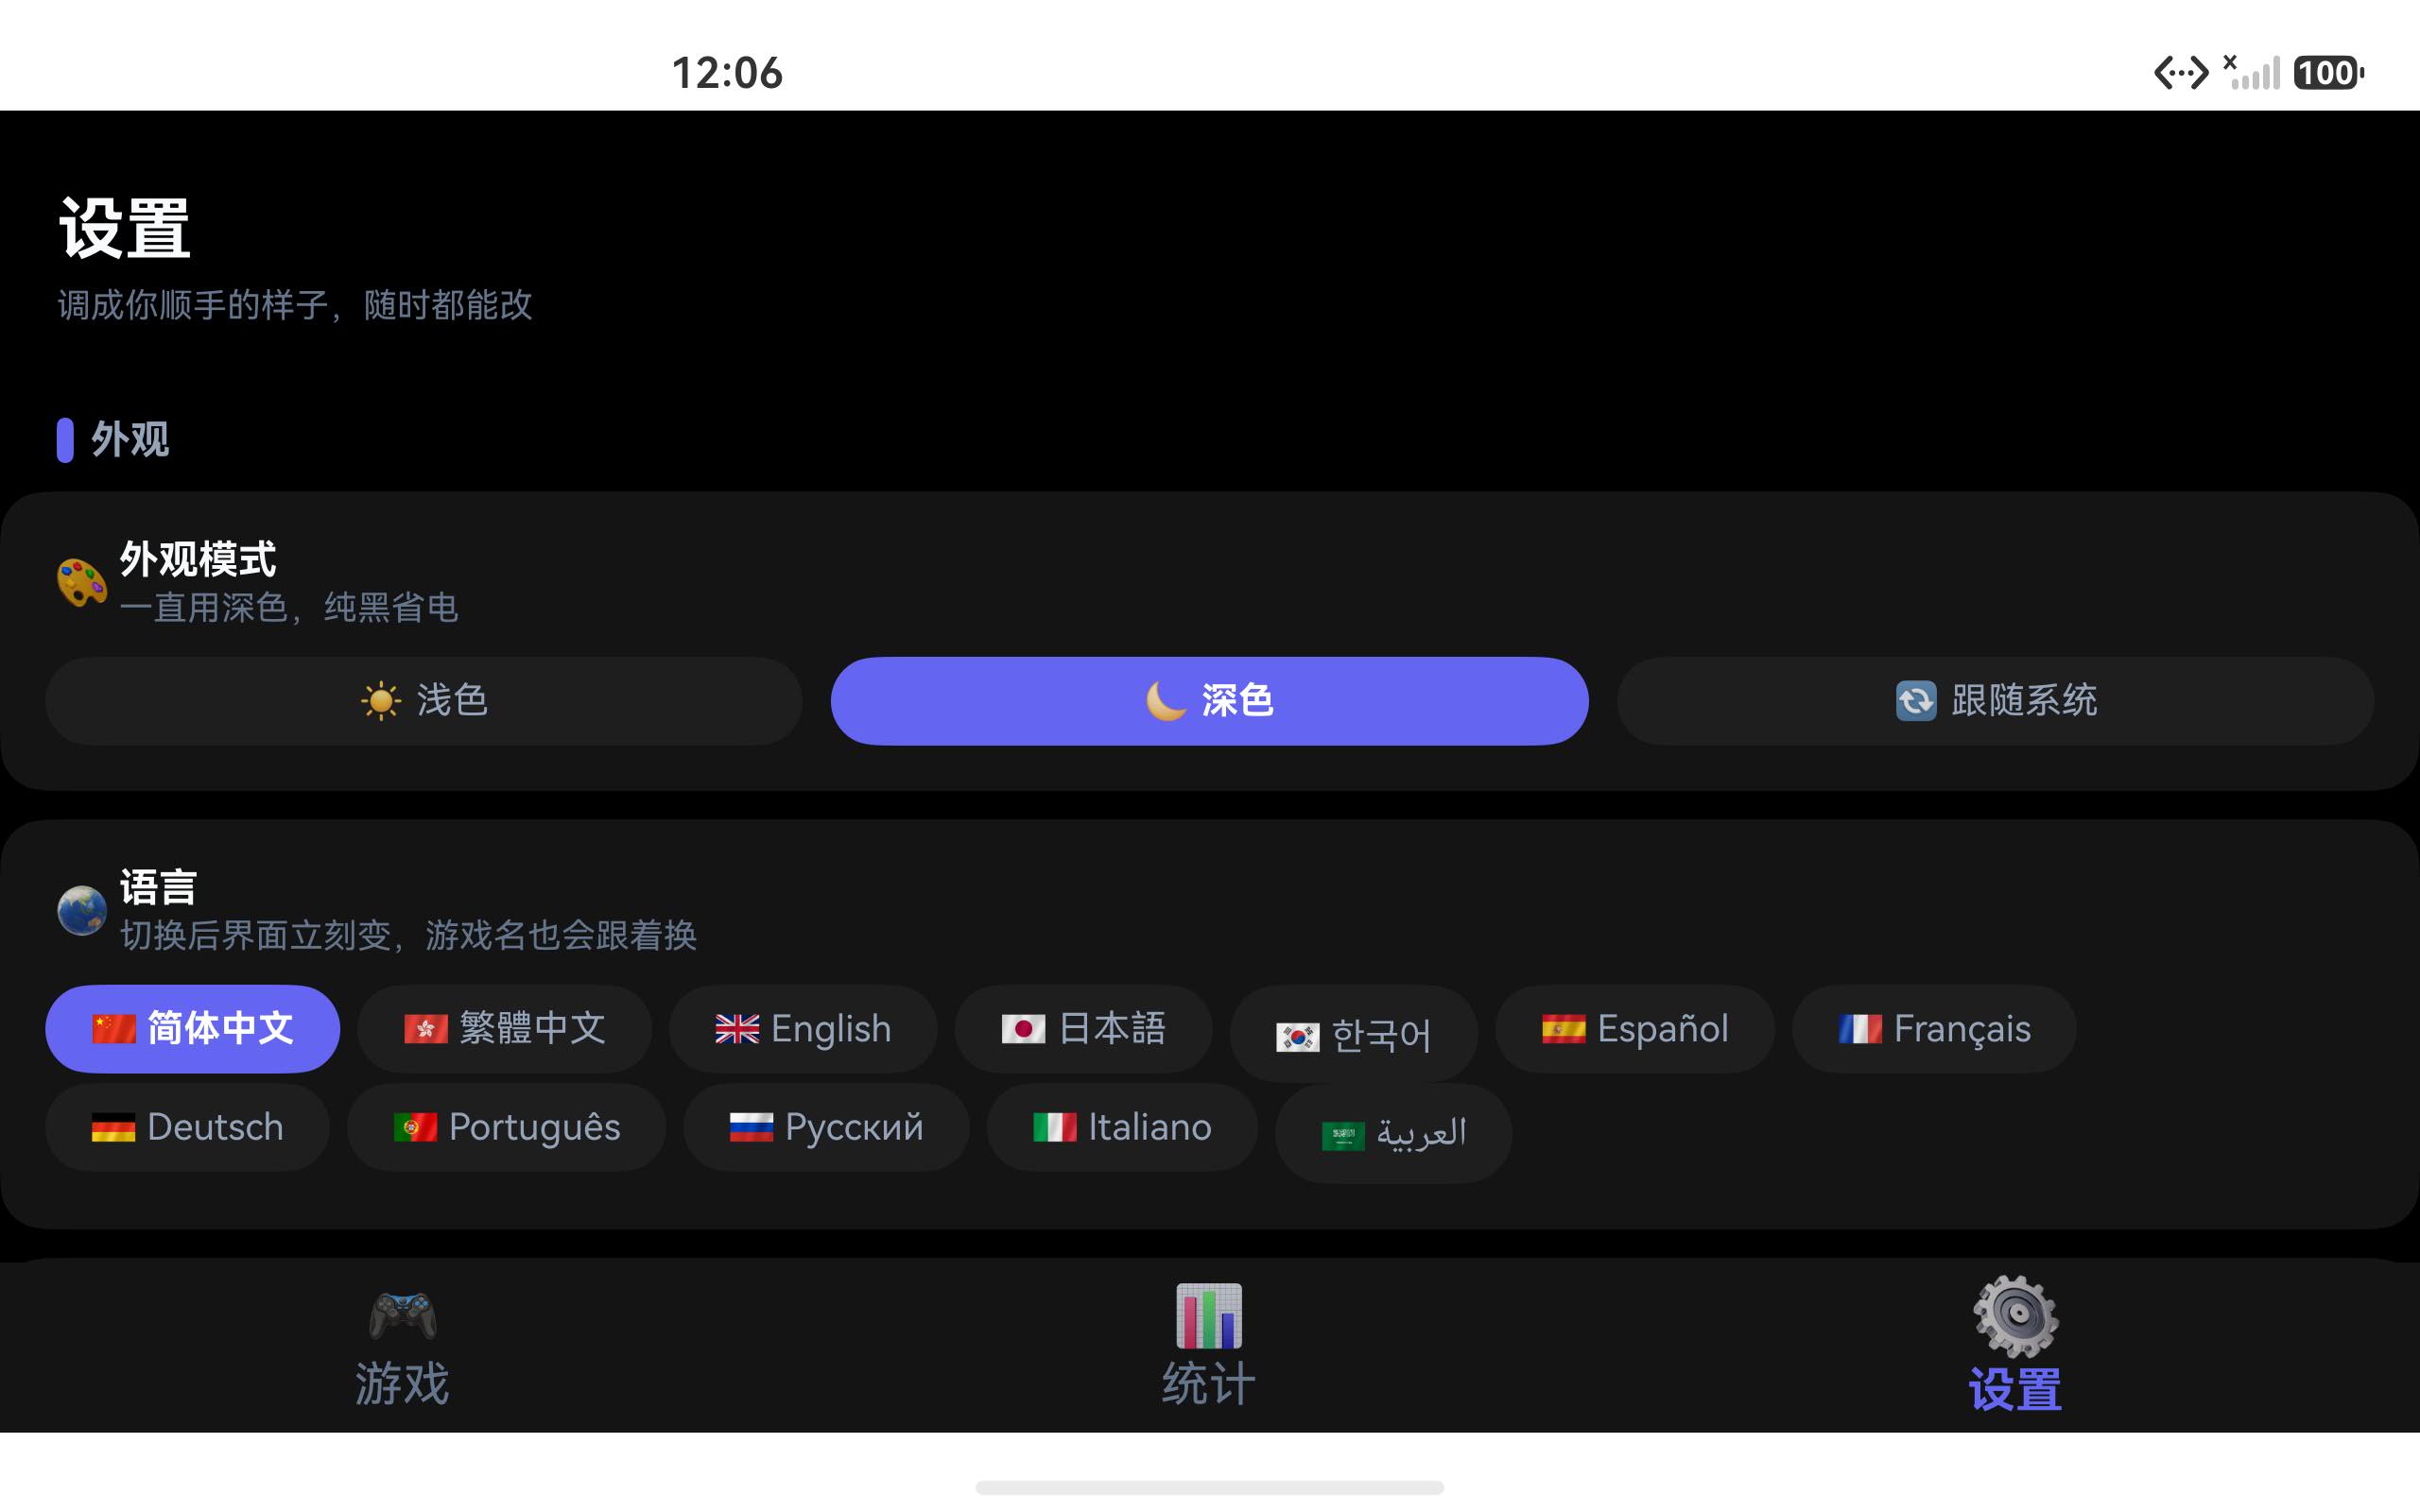 12:06
100
设置
调成你顺手的样子，随时都能改
外观
外观模式
一直用深色，纯黑省电
浅色
深色
跟随系统
语言
切换后界面立刻变，游戏名也会跟着换
简体中文
繁體中文
English
日本語
한국어
Español
Français
Deutsch
Português
Русский
Italiano
العربية
游戏
统计
设置